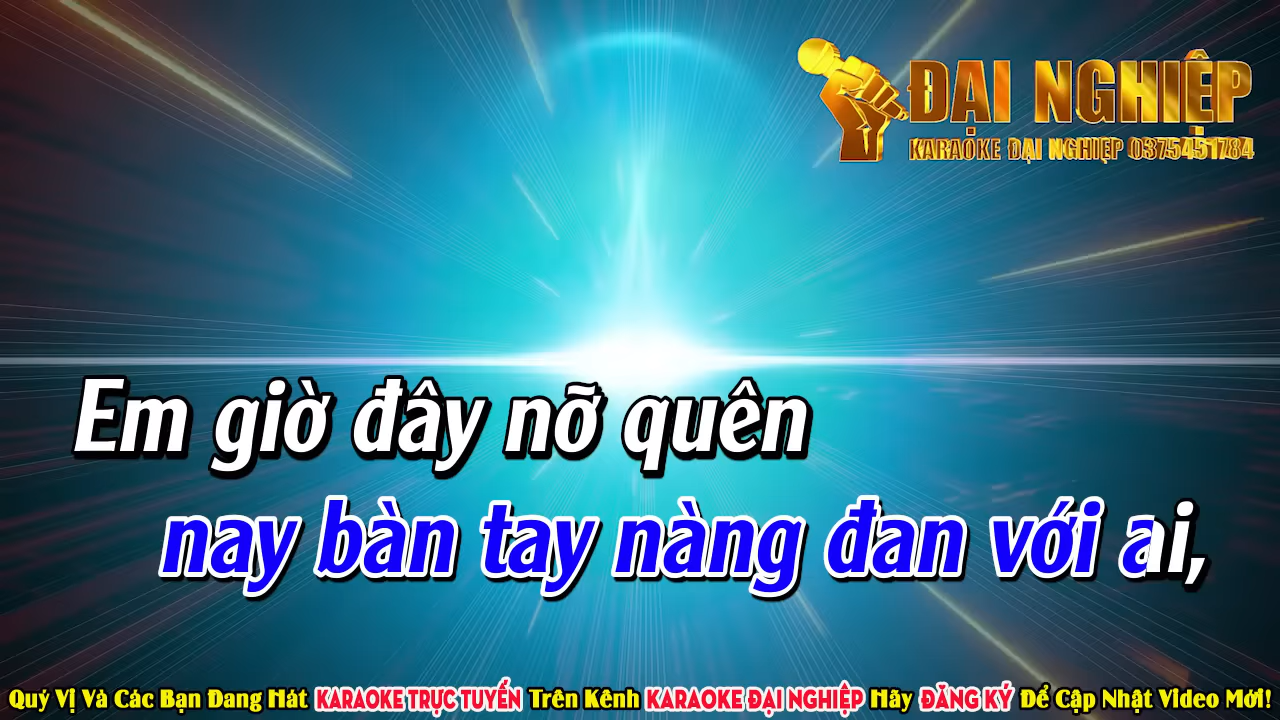 ĐẠI NGHIỆP
KARAOKE ĐẠI NGHIỆP 0375451784
Em giờ đây nỡ quên
nay bàn tay nàng đan với ai,
Quý Vị Và Các Bạn Đang Hát KARAOKE TRỰC TUYẾN Trên Kênh KARAOKE ĐẠI NGHIỆP Hãy ĐĂNG KÝ Để Cập Nhật Video Mới!